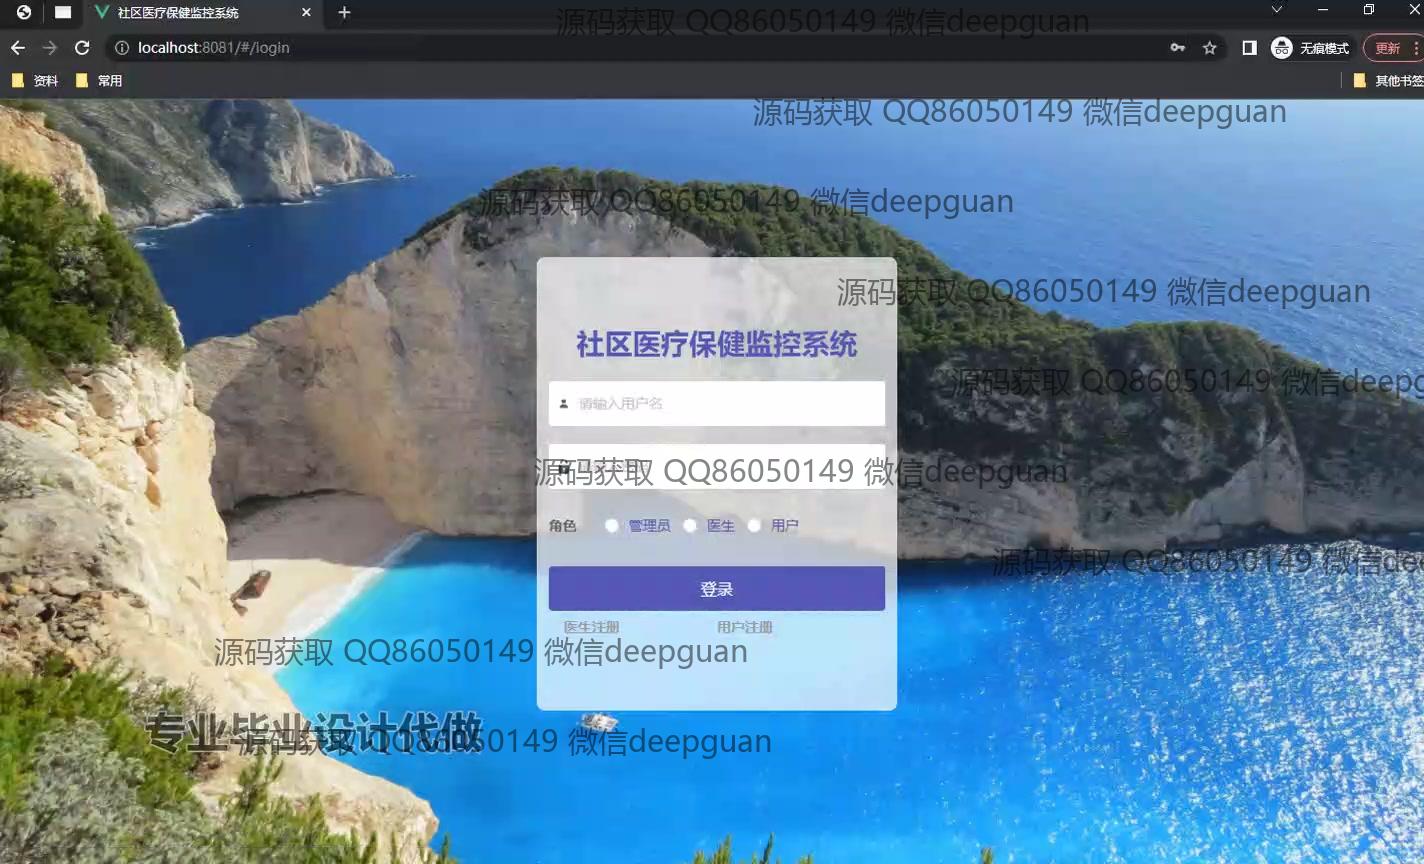 社区医疗保健监控系统
源码获取 QQ86050149 微信deepguan
localhost:8081/#/login
无痕模式
更新
资料
常用
其他书签
源码获取 QQ86050149 微信deepguan
源码获取 QQ86050149 微信deepguan
源码获取 QQ86050149 微信deepguan
社区医疗保健监控系统
源码获取 QQ86050149 微信deepg
请输入用户名
源码获取 QQ86050149 微信deepguan
角色 管理员 医生 用户
源码获取 QQ86050149 微信dee
登录
医生注册 用户注册
源码获取 QQ86050149 微信deepguan
专业毕业设计代做
源码获取 QQ86050149 微信deepguan